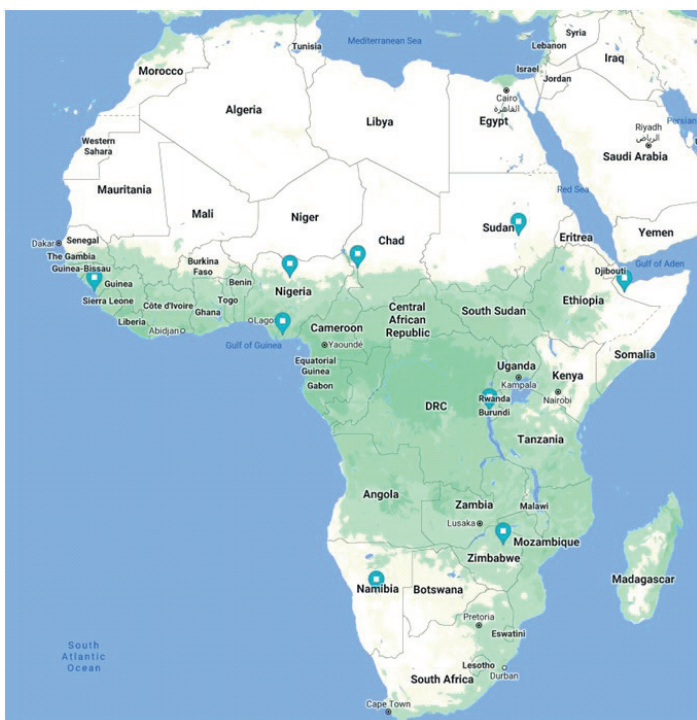 Mediterranean Sea
Tunisia
Syria
Lebanon
Iraq
Israel
Jordan
Morocco
Cairo
القاهرة
Algeria
Libya
Egypt
Persian
Riyadh
الرياض
Western
Sahara
Saudi Arabia
Mauritania
Red Sea
Mali
Niger
Chad
Sudan
Eritrea
Yemen
Dakar
Senegal
The Gambia
Guinea-Bissau
Burkina
Faso
Gulf of Aden
Djibouti
Guinea
Benin
Nigeria
Sierra Leone
Côte d'Ivoire
Togo
Ghana
Ethiopia
Liberia
Abidjan
Lago
Cameroon
Central
African
Republic
South Sudan
Gulf of Guinea
Yaoundé
Somalia
Equatorial
Guinea
Gabon
Uganda
Kampala
Kenya
Nairobi
DRC
Rwanda
Burundi
Tanzania
Angola
Zambia
Malawi
Lusaka
Mozambique
Zimbabwe
Namibia
Botswana
Madagascar
Pretoria
Eswatini
South
Atlantic
Ocean
Lesotho
Durban
South Africa
Cape Town